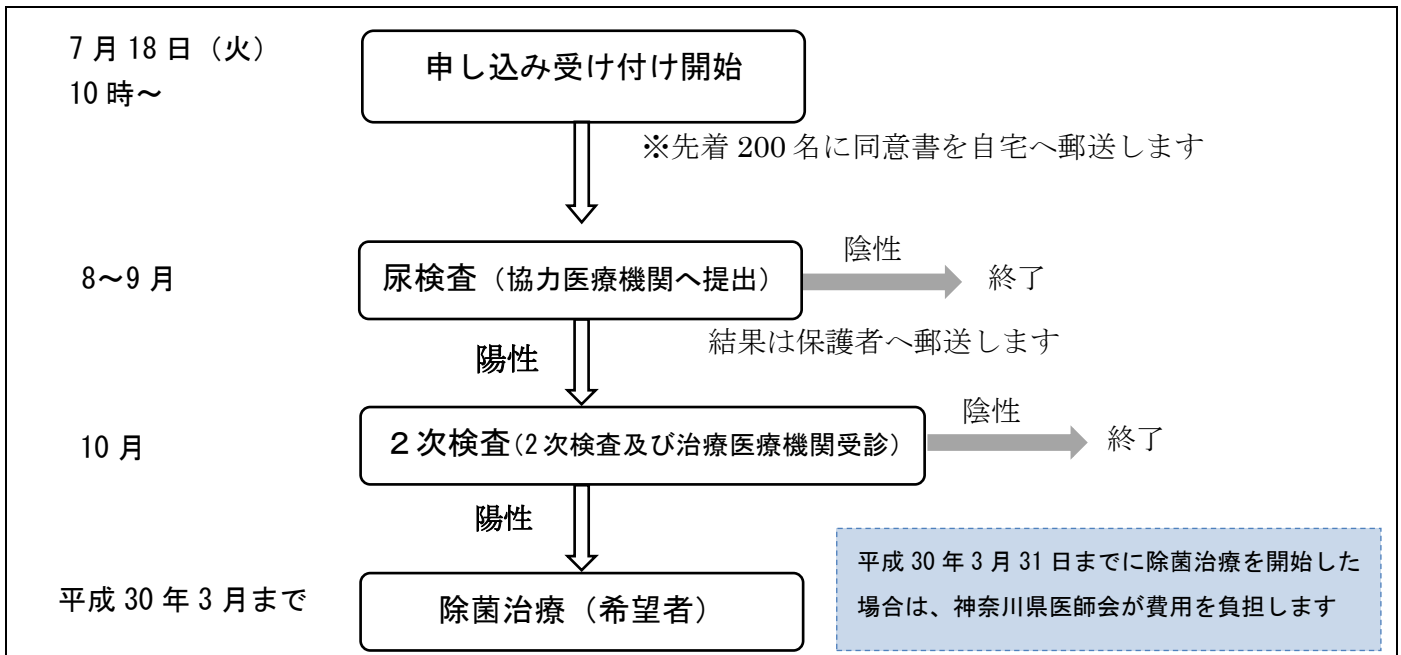 7月18日（火）
10時～
申し込み受け付け開始
※先着200名に同意書を自宅へ郵送します
8～9月
尿検査（協力医療機関へ提出）
陰性
終了
陽性
結果は保護者へ郵送します
10月
２次検査(2次検査及び治療医療機関受診）
陰性
終了
陽性
平成30年3月まで
除菌治療（希望者）
平成30年3月31日までに除菌治療を開始した
場合は、神奈川県医師会が費用を負担します